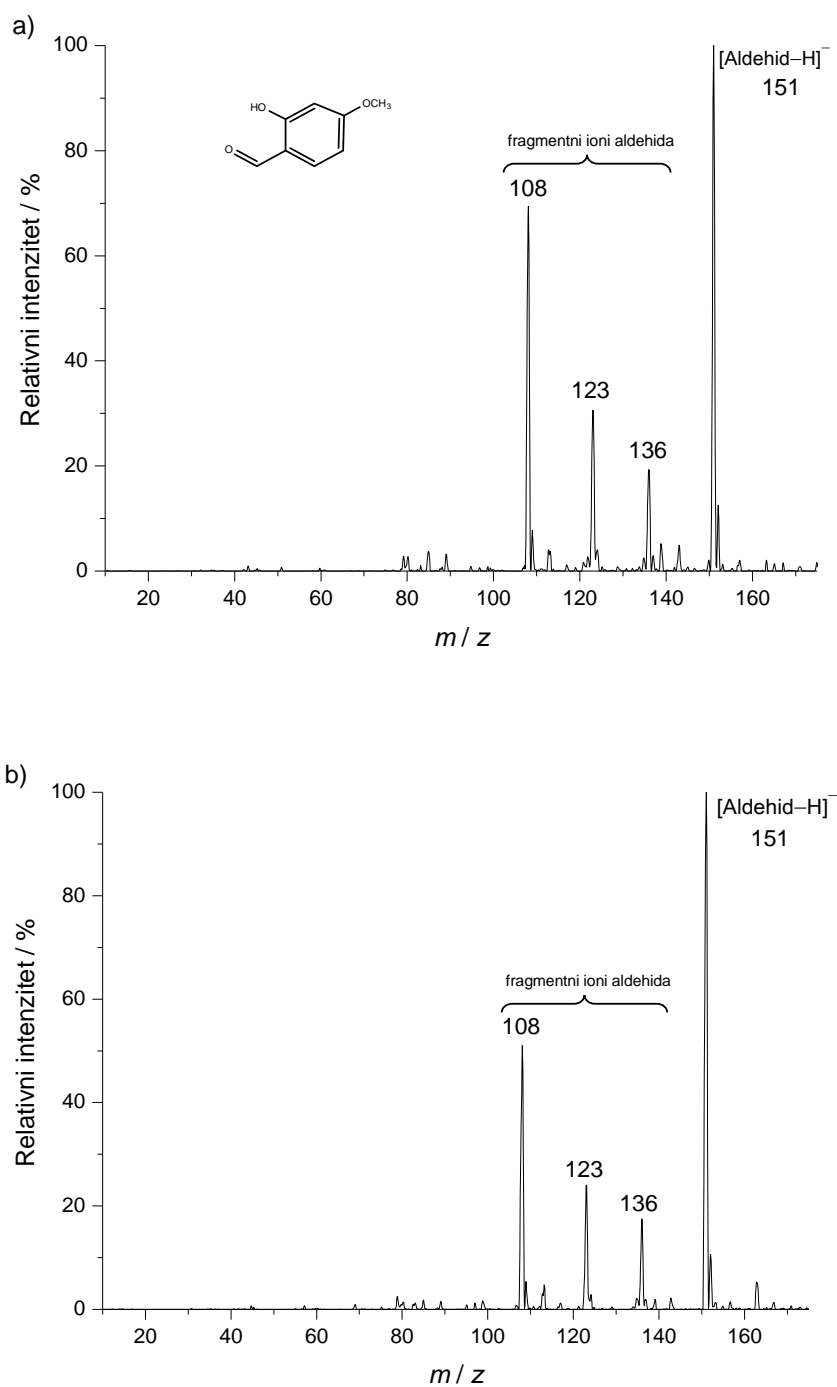 a)
[Aldehid–H]⁻
151
HO
OCH₃
O
fragmentni ioni aldehida
108
123
136
100
80
60
40
20
0
Relativni intenzitet / %
20 40 60 80 100 120 140 160
m / z
b)
[Aldehid–H]⁻
151
fragmentni ioni aldehida
108
123
136
100
80
60
40
20
0
Relativni intenzitet / %
20 40 60 80 100 120 140 160
m / z